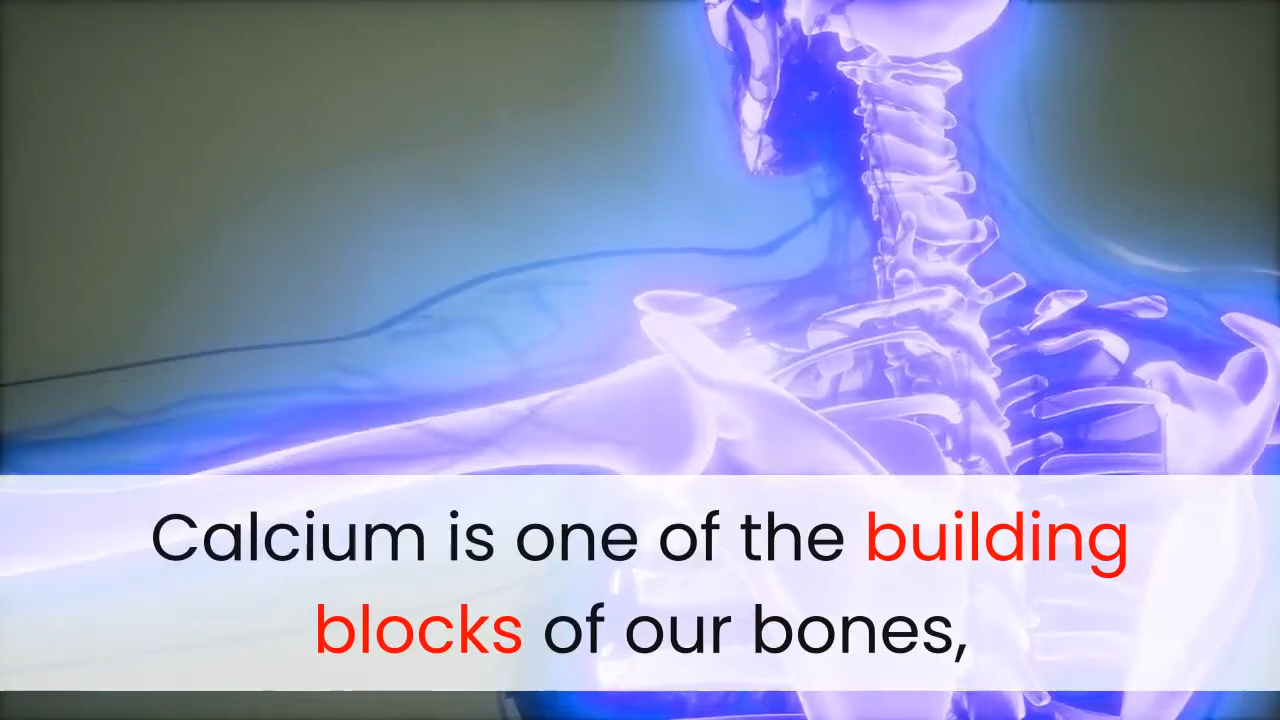 Calcium is one of the building
blocks of our bones,